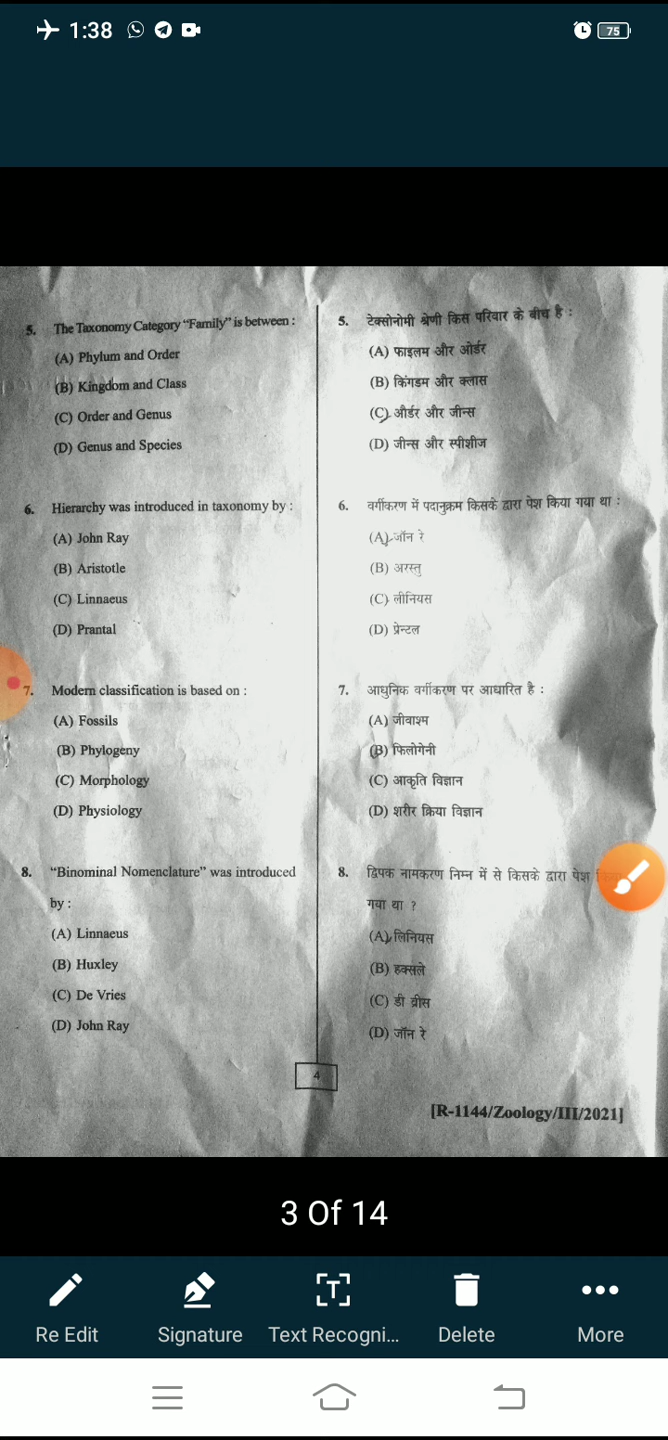 1:38
75
5. The Taxonomy Category “Family” is between :
(A) Phylum and Order
(B) Kingdom and Class
(C) Order and Genus
(D) Genus and Species
6. Hierarchy was introduced in taxonomy by :
(A) John Ray
(B) Aristotle
(C) Linnaeus
(D) Prantal
7. Modern classification is based on :
(A) Fossils
(B) Phylogeny
(C) Morphology
(D) Physiology
8. “Binominal Nomenclature” was introduced
by :
(A) Linnaeus
(B) Huxley
(C) De Vries
(D) John Ray
5. टेक्सोनोमी श्रेणी किस परिवार के बीच है :
(A) फाइलम और ओर्डर
(B) किंगडम और क्लास
(C) और्डर और जीन्स
(D) जीन्स और स्पीशीज
6. वर्गीकरण में पदानुक्रम किसके द्वारा पेश किया गया था :
(A) जॉन रे
(B) अरस्तु
(C) लीनियस
(D) प्रेन्टल
7. आधुनिक वर्गीकरण पर आधारित है :
(A) जीवाश्म
(B) फिलोगेनी
(C) आकृति विज्ञान
(D) शरीर क्रिया विज्ञान
8. द्विपक नामकरण निम्न में से किसके द्वारा पेश
गया था ?
(A) लिनियस
(B) हक्सले
(C) डी व्रीस
(D) जॉन रे
4
[R-1144/Zoology/III/2021]
3 Of 14
Re Edit
Signature
Text Recogni...
Delete
More